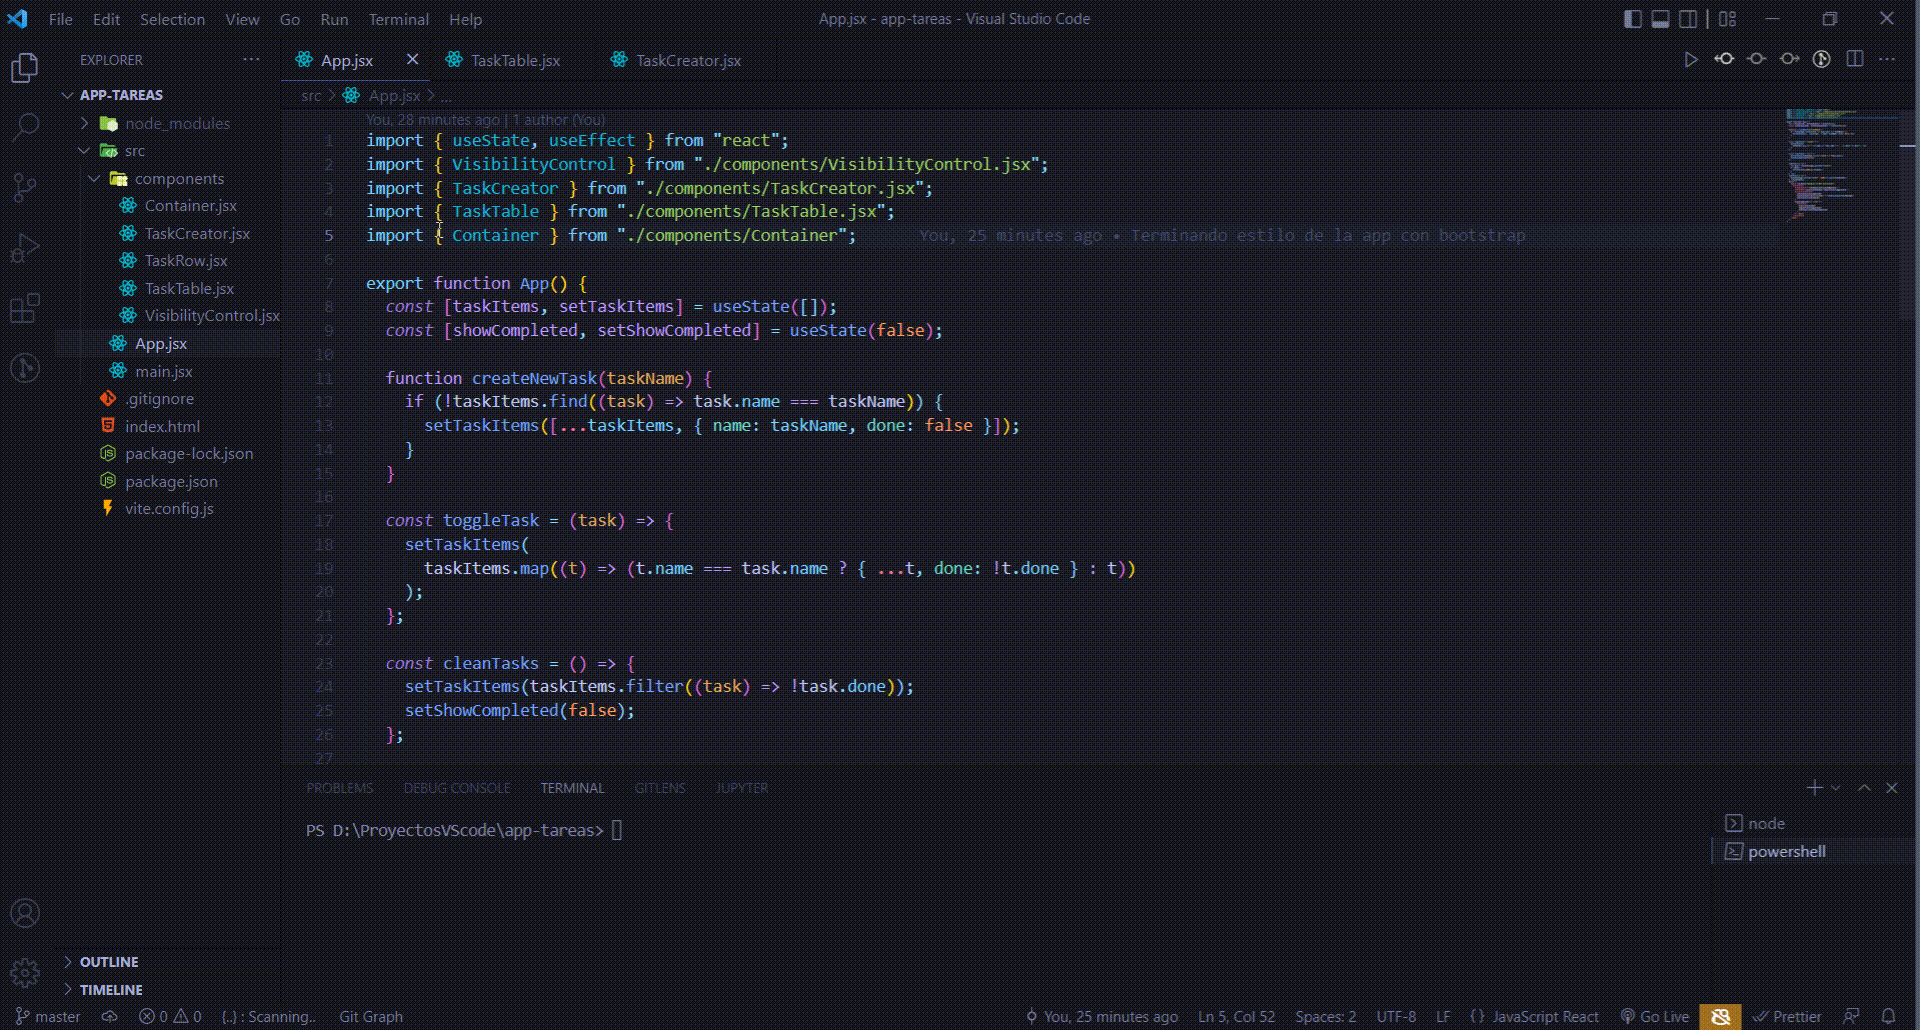 File Edit Selection View Go Run Terminal Help
App.jsx - app-tareas - Visual Studio Code
EXPLORER
APP-TAREAS
node_modules
src
components
Container.jsx
TaskCreator.jsx
TaskRow.jsx
TaskTable.jsx
VisibilityControl.jsx
App.jsx
main.jsx
.gitignore
index.html
package-lock.json
package.json
vite.config.js
OUTLINE
TIMELINE
App.jsx TaskTable.jsx TaskCreator.jsx
src > App.jsx > ...
You, 28 minutes ago | 1 author (You)
1 import { useState, useEffect } from "react";
2 import { VisibilityControl } from "./components/VisibilityControl.jsx";
3 import { TaskCreator } from "./components/TaskCreator.jsx";
4 import { TaskTable } from "./components/TaskTable.jsx";
5 import { Container } from "./components/Container"; You, 25 minutes ago • Terminando estilo de la app con bootstrap
6
7 export function App() {
8 const [taskItems, setTaskItems] = useState([]);
9 const [showCompleted, setShowCompleted] = useState(false);
10
11 function createNewTask(taskName) {
12 if (!taskItems.find((task) => task.name === taskName)) {
13 setTaskItems([...taskItems, { name: taskName, done: false }]);
14 }
15 }
16
17 const toggleTask = (task) => {
18 setTaskItems(
19 taskItems.map((t) => (t.name === task.name ? { ...t, done: !t.done } : t))
20 );
21 };
22
23 const cleanTasks = () => {
24 setTaskItems(taskItems.filter((task) => !task.done));
25 setShowCompleted(false);
26 };
27
PROBLEMS DEBUG CONSOLE TERMINAL GITLENS JUPYTER
PS D:\ProyectosVScode\app-tareas>
node
powershell
master 0 0 {..} : Scanning.. Git Graph You, 25 minutes ago Ln 5, Col 52 Spaces: 2 UTF-8 LF {} JavaScript React Go Live Prettier